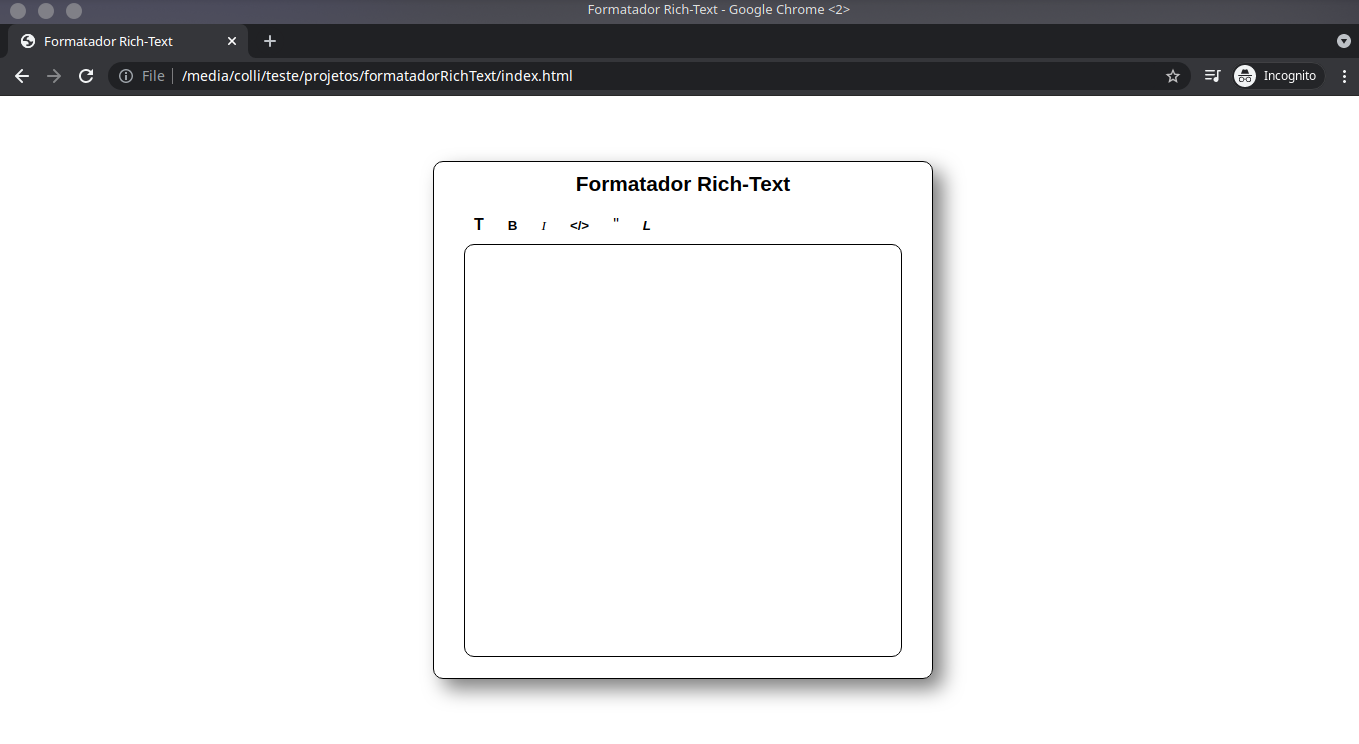 Formatador Rich-Text - Google Chrome <2>
Formatador Rich-Text
File /media/colli/teste/projetos/formatadorRichText/index.html Incognito
Formatador Rich-Text
T B I </> " L